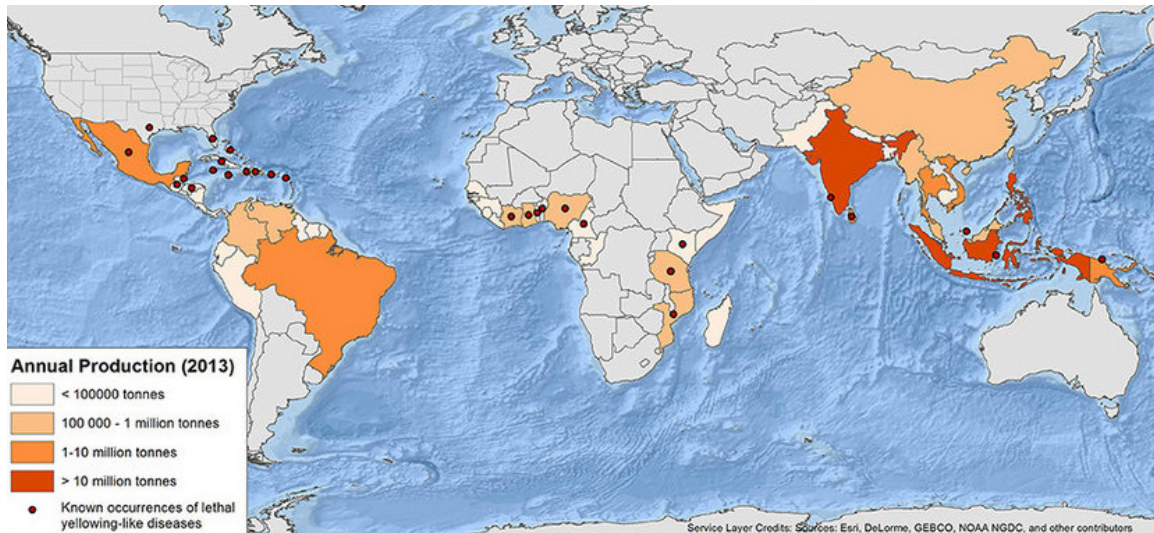 Annual Production (2013)
< 100000 tonnes
100 000 - 1 million tonnes
1-10 million tonnes
> 10 million tonnes
Known occurrences of lethal
yellowing-like diseases
Service Layer Credits: Sources: Esri, DeLorme, GEBCO, NOAA NGDC, and other contributors